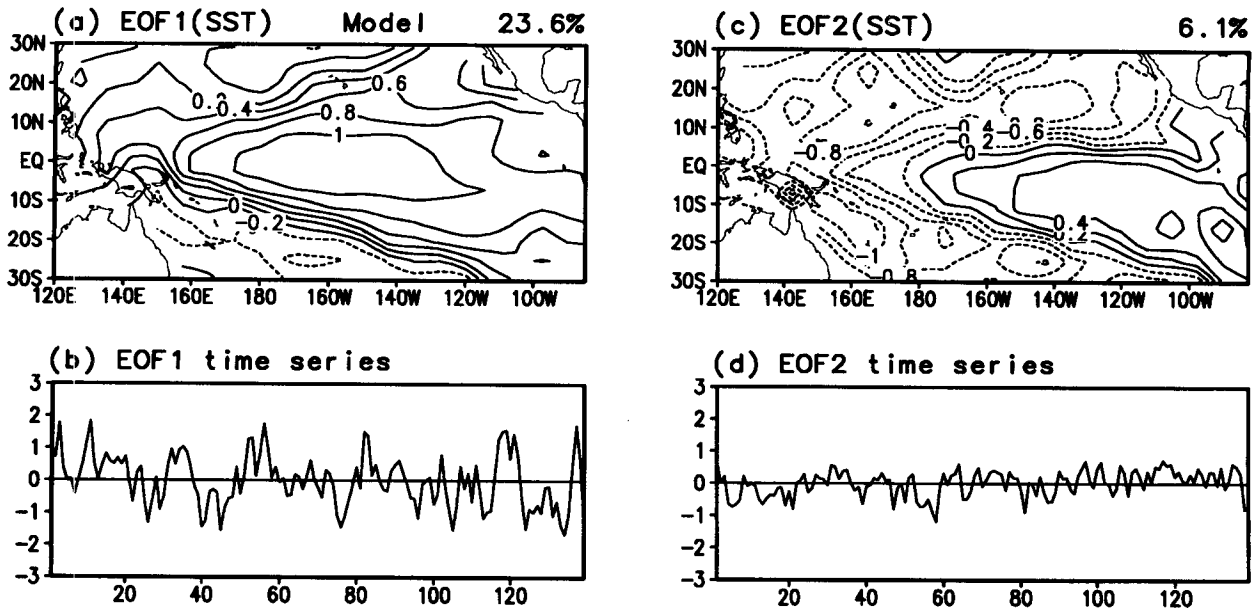 (a) EOF1(SST) Model 23.6%
30N
20N
10N
EQ
10S
20S
30S
120E 140E 160E 180 160W 140W 120W 100W
0.4
0.6
0.8
1
0
-0.2
(c) EOF2(SST) 6.1%
30N
20N
10N
EQ
10S
20S
30S
120E 140E 160E 180 160W 140W 120W 100W
-0.4
-0.6
-0.2
-0.8
0
0.4
-1
-0.8
(b) EOF1 time series
3
2
1
0
-1
-2
-3
20 40 60 80 100 120
(d) EOF2 time series
3
2
1
0
-1
-2
-3
20 40 60 80 100 120